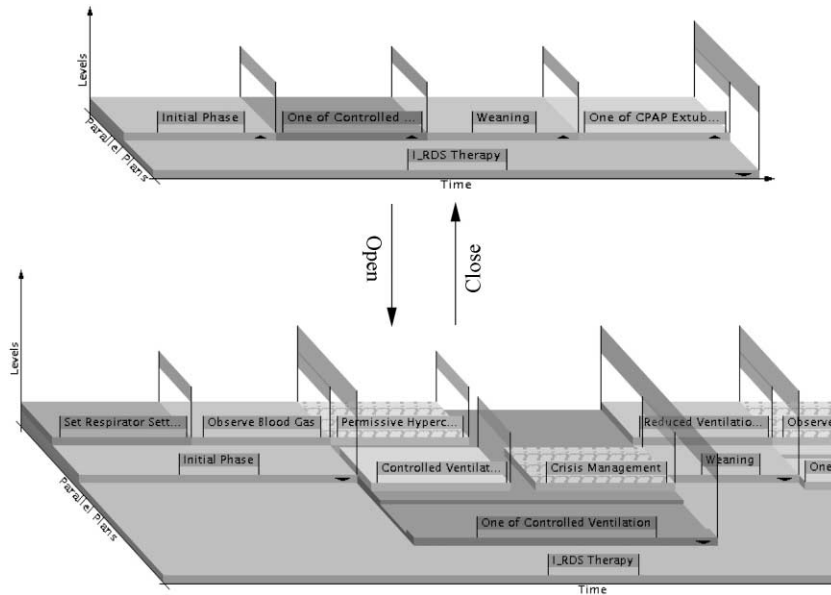 Levels
Initial Phase
One of Controlled ...
Weaning
One of CPAP Extub...
Parallel Plans
I_RDS Therapy
Time
Open
Close
Levels
Set Respirator Sett...
Observe Blood Gas
Permissive Hyperc...
Reduced Ventilatio...
Observe
Initial Phase
Controlled Ventilat...
Crisis Management
Weaning
One
Parallel Plans
One of Controlled Ventilation
I_RDS Therapy
Time